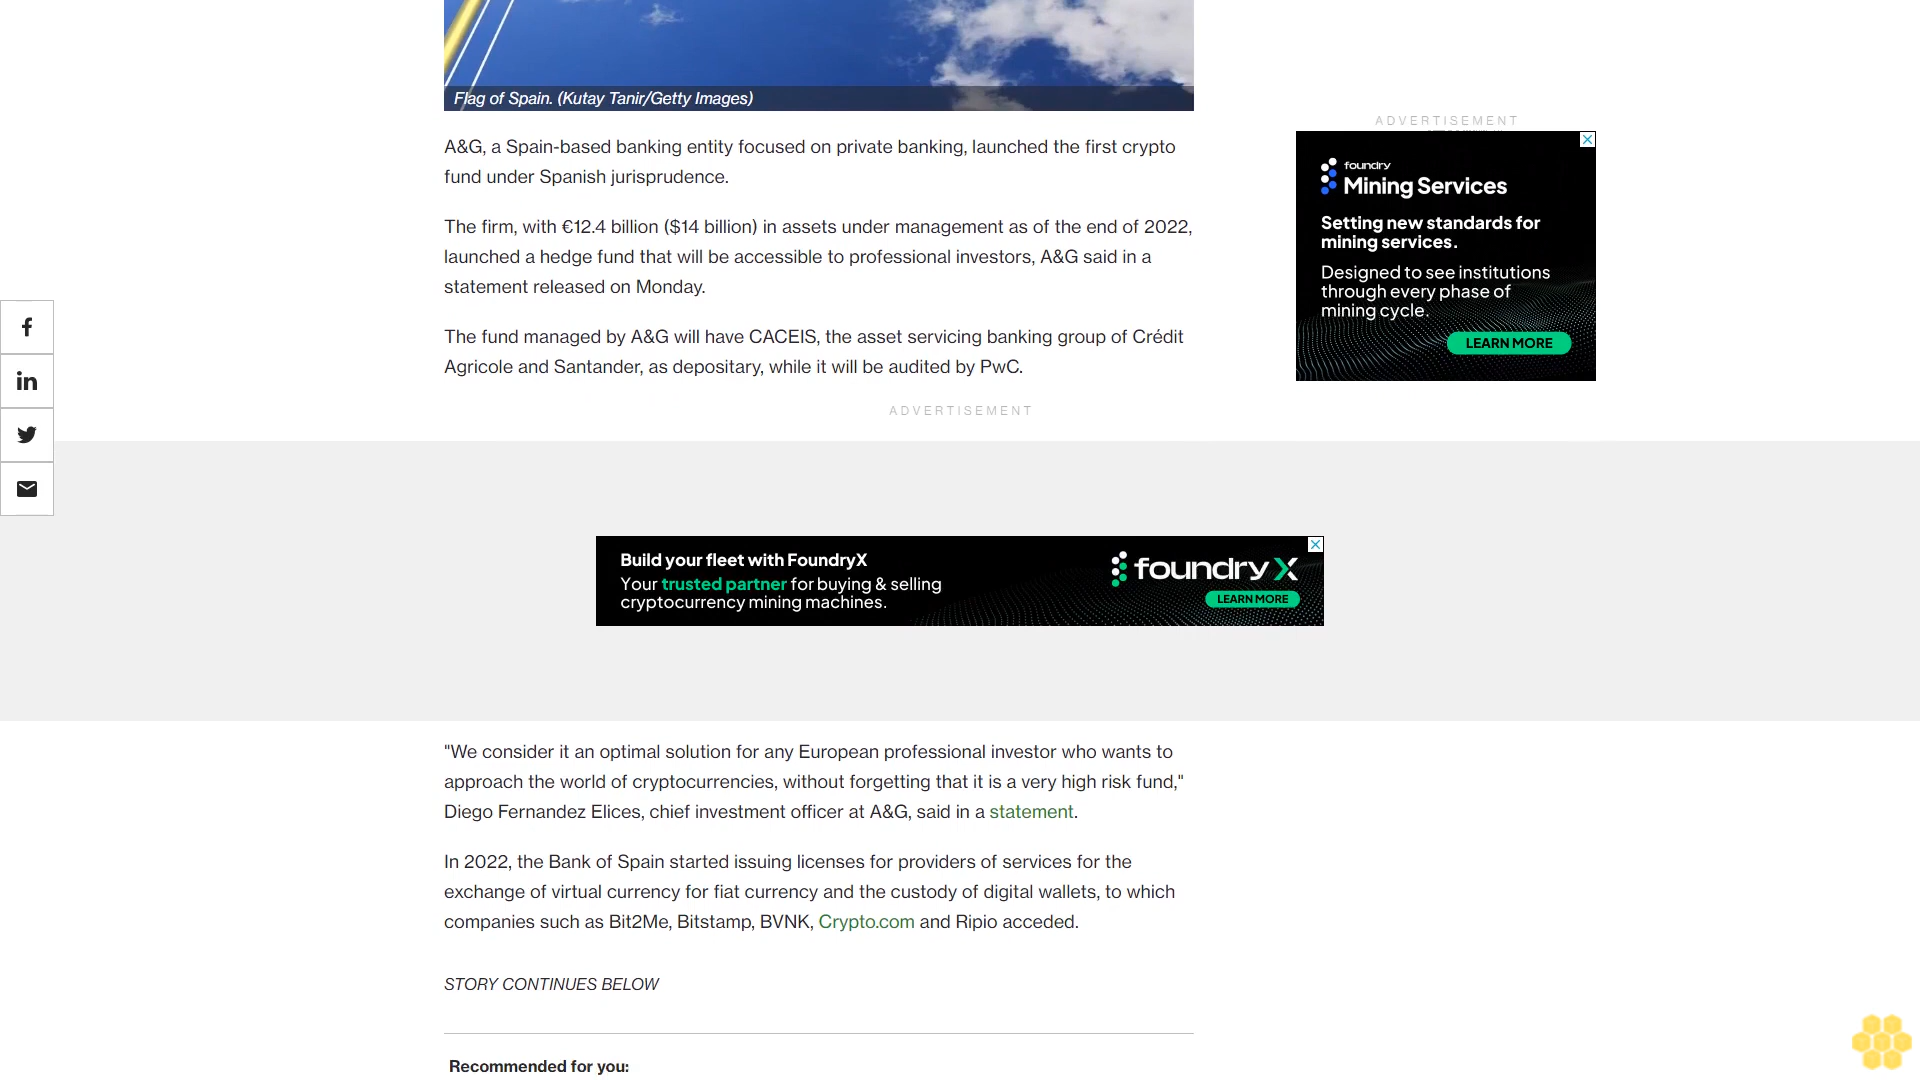 Flag of Spain. (Kutay Tanir/Getty Images)
A&G, a Spain-based banking entity focused on private banking, launched the first crypto
fund under Spanish jurisprudence.
The firm, with €12.4 billion ($14 billion) in assets under management as of the end of 2022,
launched a hedge fund that will be accessible to professional investors, A&G said in a
statement released on Monday.
The fund managed by A&G will have CACEIS, the asset servicing banking group of Crédit
Agricole and Santander, as depositary, while it will be audited by PwC.
ADVERTISEMENT
foundry
Mining Services
Setting new standards for
mining services.
Designed to see institutions
through every phase of
mining cycle.
LEARN MORE
ADVERTISEMENT
Build your fleet with FoundryX
Your trusted partner for buying & selling
cryptocurrency mining machines.
foundry X
LEARN MORE
"We consider it an optimal solution for any European professional investor who wants to
approach the world of cryptocurrencies, without forgetting that it is a very high risk fund,"
Diego Fernandez Elices, chief investment officer at A&G, said in a statement.
In 2022, the Bank of Spain started issuing licenses for providers of services for the
exchange of virtual currency for fiat currency and the custody of digital wallets, to which
companies such as Bit2Me, Bitstamp, BVNK, Crypto.com and Ripio acceded.
STORY CONTINUES BELOW
Recommended for you: